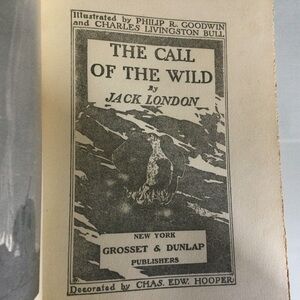 Illustrated by PHILIP R. GOODWIN
and CHARLES LIVINGSTON BULL
THE CALL
OF THE WILD
By
JACK LONDON
NEW YORK
GROSSET & DUNLAP
PUBLISHERS
Decorated by CHAS. EDW. HOOPER